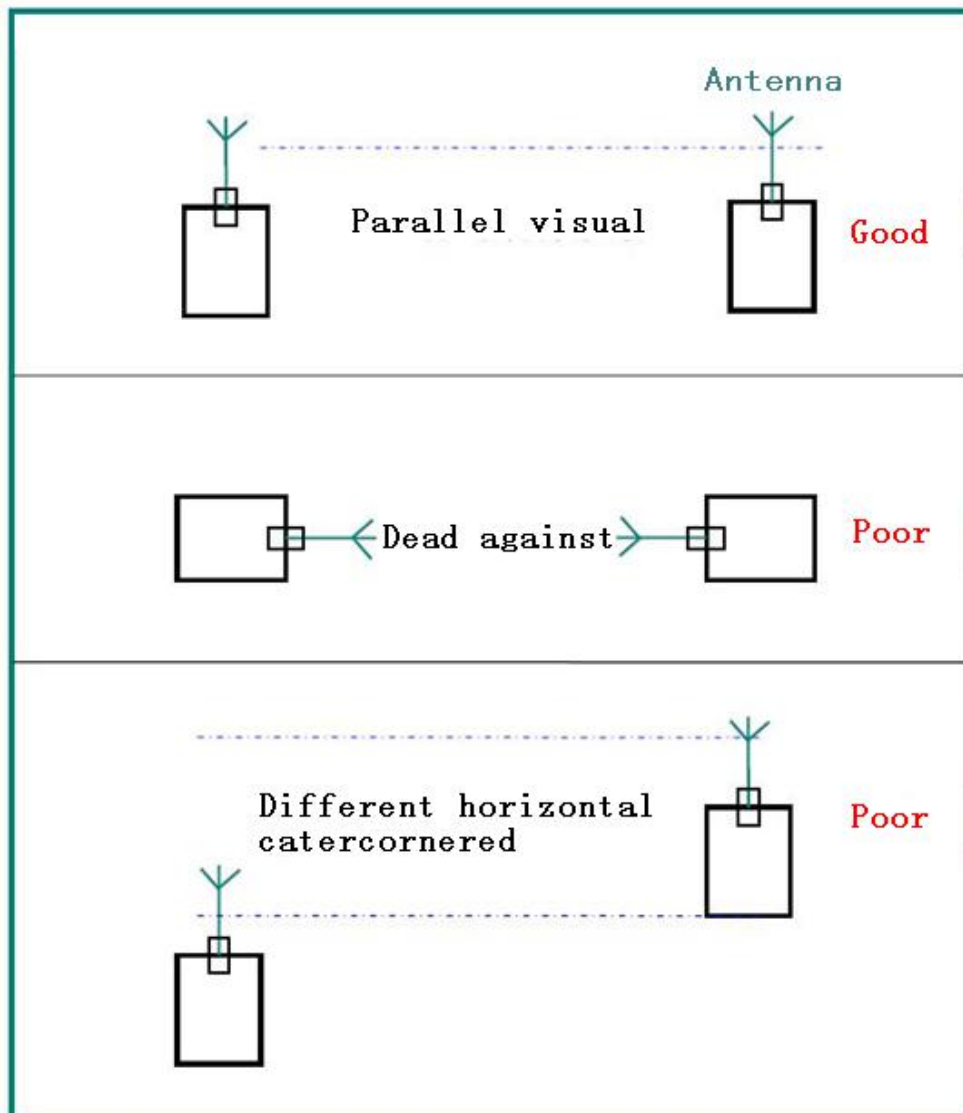 Antenna
Parallel visual
Good
Dead against
Poor
Different horizontal
catercornered
Poor